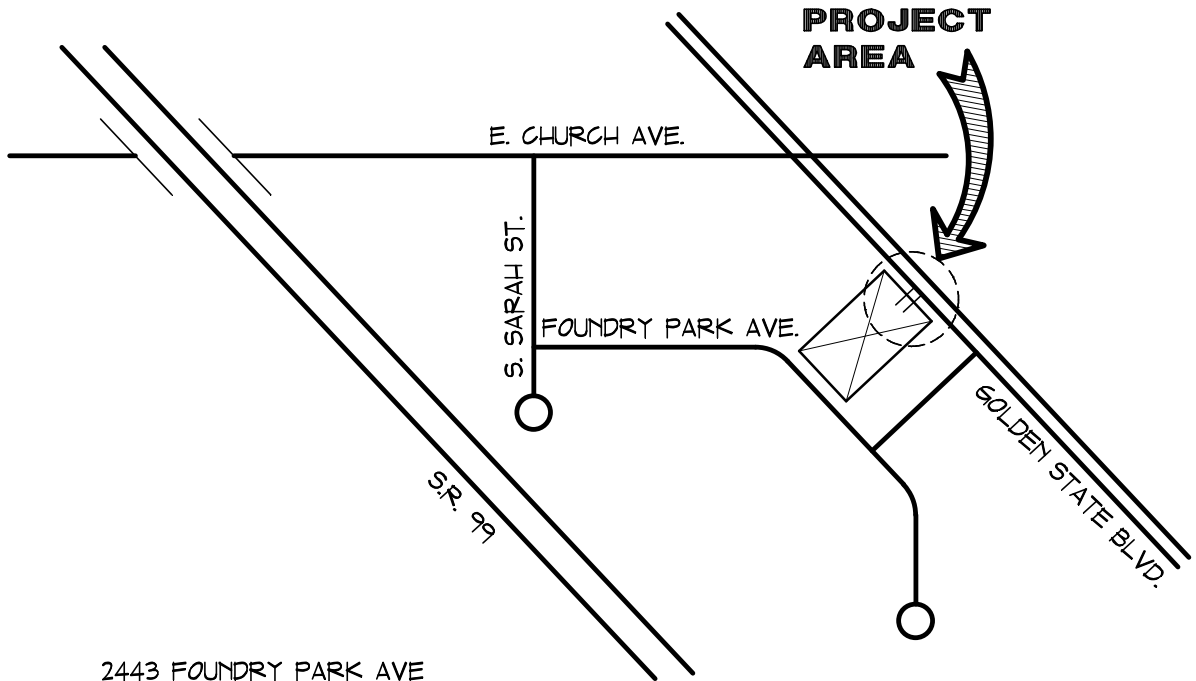 PROJECT
AREA
E. CHURCH AVE.
S. SARAH ST.
FOUNDRY PARK AVE.
GOLDEN STATE BLVD.
S.R. 99
2443 FOUNDRY PARK AVE